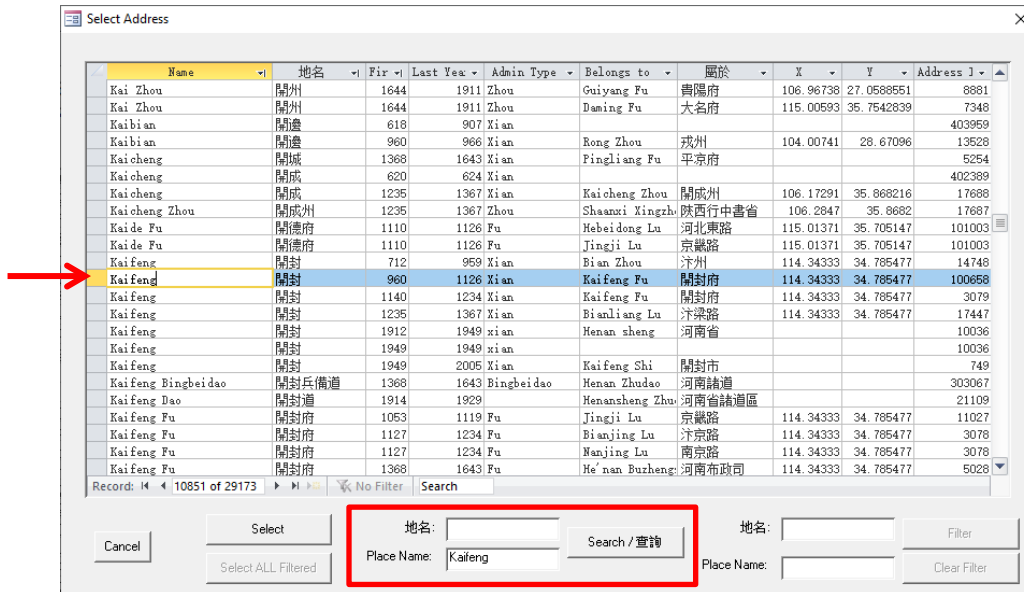 Select Address
Name 地名 Fir Last Yea Admin Type Belongs to 屬於 X Y Address I
Kai Zhou 開州 1644 1911 Zhou Guiyang Fu 貴陽府 106.96738 27.0588551 8881
Kai Zhou 開州 1644 1911 Zhou Daming Fu 大名府 115.00593 35.7542839 7348
Kaibian 開邊 618 907 Xian 403959
Kaibian 開邊 960 966 Xian Rong Zhou 戎州 104.00741 28.67096 13528
Kaicheng 開城 1368 1643 Xian Pingliang Fu 平京府 5254
Kaicheng 開成 620 624 Xian 402389
Kaicheng 開成 1235 1367 Xian Kaicheng Zhou 開成州 106.17291 35.868216 17688
Kaicheng Zhou 開成州 1235 1367 Zhou Shaanxi Xingzh 陝西行中書省 106.2847 35.8682 17687
Kaide Fu 開德府 1110 1126 Fu Hebeidong Lu 河北東路 115.01371 35.705147 101003
Kaide Fu 開德府 1110 1126 Fu Jingji Lu 京畿路 115.01371 35.705147 101003
Kaifeng 開封 712 959 Xian Bian Zhou 汴州 114.34333 34.785477 14748
Kaifeng 開封 960 1126 Xian Kaifeng Fu 開封府 114.34333 34.785477 100658
Kaifeng 開封 1140 1234 Xian Kaifeng Fu 開封府 114.34333 34.785477 3079
Kaifeng 開封 1235 1367 Xian Bianliang Lu 汴梁路 114.34333 34.785477 17447
Kaifeng 開封 1912 1949 xian Henan sheng 河南省 10036
Kaifeng 開封 1949 1949 xian 10036
Kaifeng 開封 1949 2005 Xian Kaifeng Shi 開封市 749
Kaifeng Bingbeidao 開封兵備道 1368 1643 Bingbeidao Henan Zhudao 河南諸道 303067
Kaifeng Dao 開封道 1914 1929 Henansheng Zhu 河南省諸道區 21109
Kaifeng Fu 開封府 1053 1119 Fu Jingji Lu 京畿路 114.34333 34.785477 11027
Kaifeng Fu 開封府 1127 1234 Fu Bianjing Lu 汴京路 114.34333 34.785477 3078
Kaifeng Fu 開封府 1127 1234 Fu Nanjing Lu 南京路 114.34333 34.785477 3078
Kaifeng Fu 開封府 1368 1643 Fu He'nan Buzheng 河南布政司 114.34333 34.785477 5028
Record: 10851 of 29173 No Filter Search
Cancel Select 地名: Search / 查詢 地名: Filter
Select ALL Filtered Place Name: Kaifeng Place Name: Clear Filter